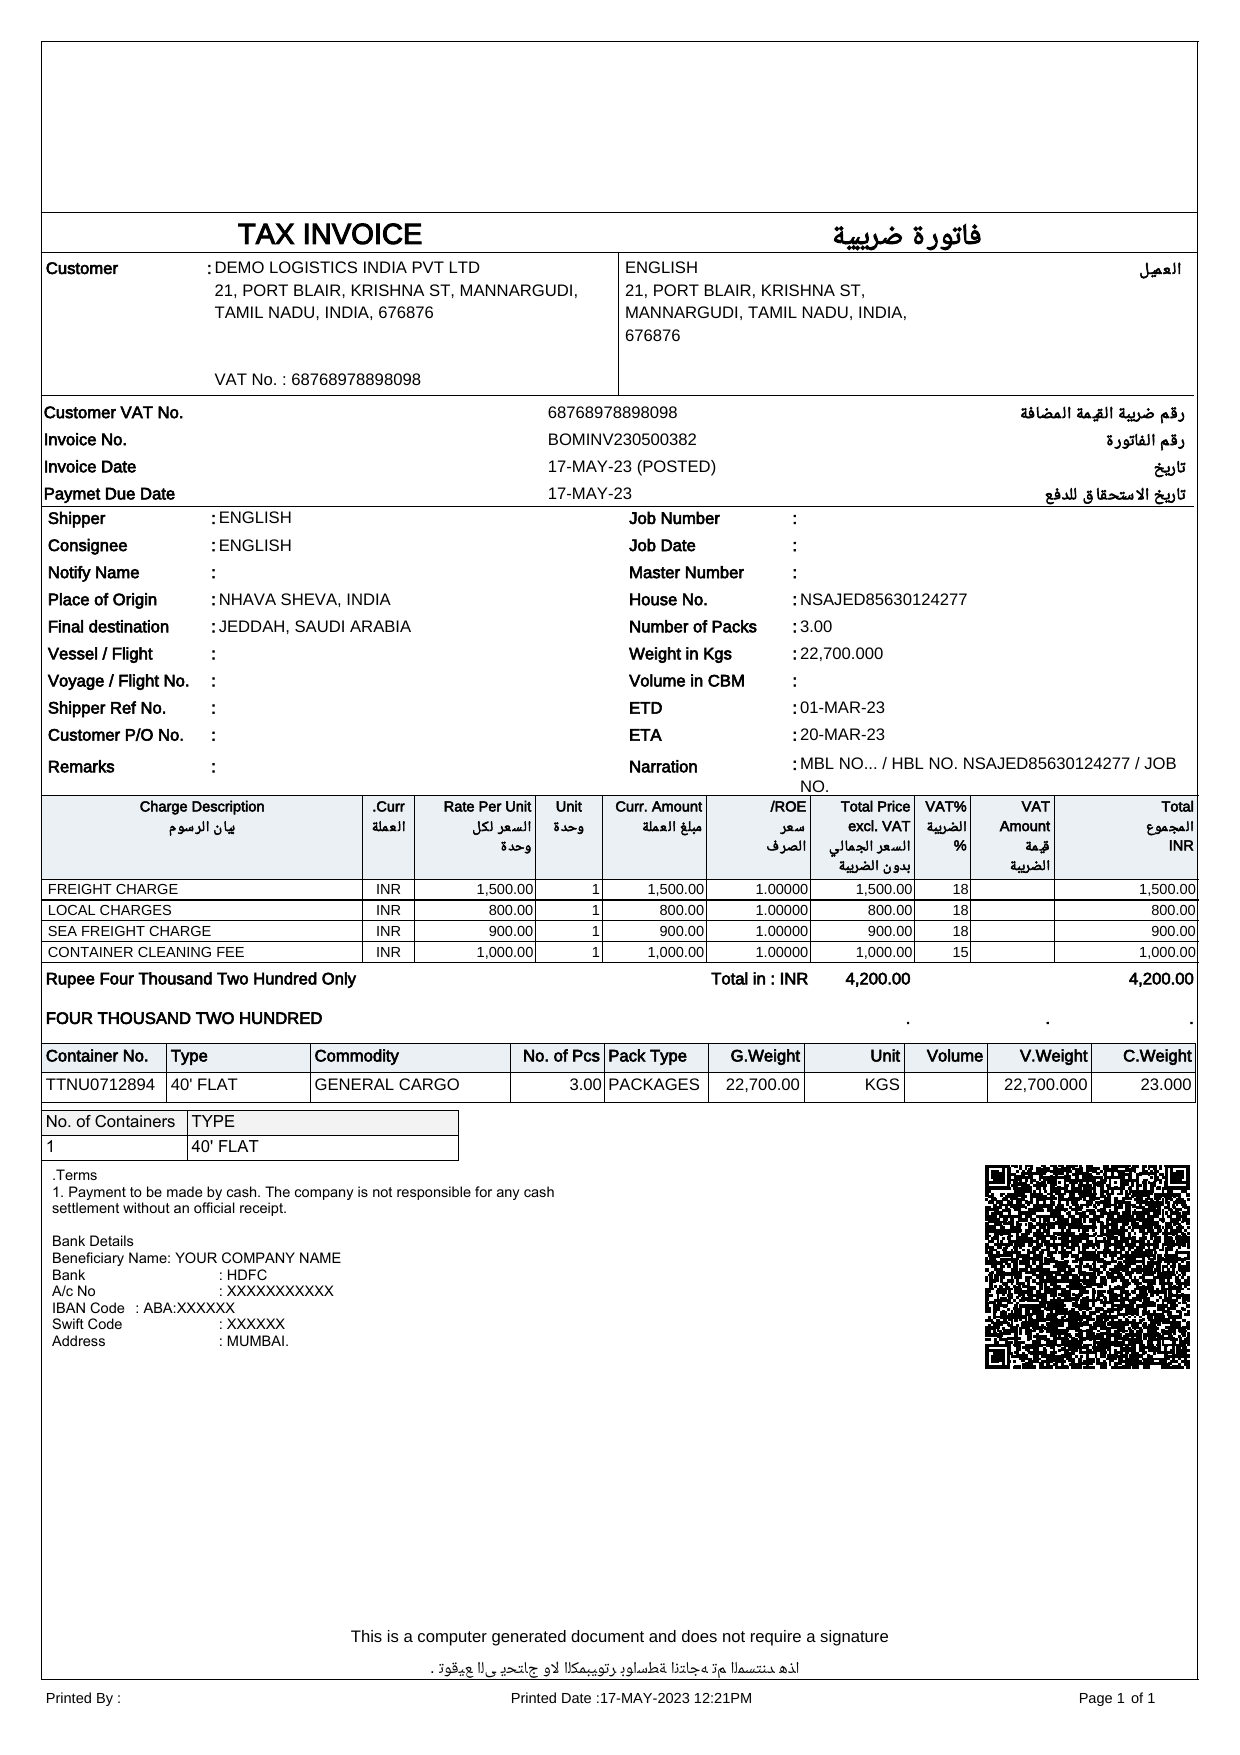 TAX INVOICE فاتورة ضريبية
Customer : DEMO LOGISTICS INDIA PVT LTD
21, PORT BLAIR, KRISHNA ST, MANNARGUDI,
TAMIL NADU, INDIA, 676876
VAT No. : 68768978898098
ENGLISH العميل
21, PORT BLAIR, KRISHNA ST,
MANNARGUDI, TAMIL NADU, INDIA,
676876
Customer VAT No. 68768978898098 رقم ضريبة القيمة المضافة
Invoice No. BOMINV230500382 رقم الفاتورة
Invoice Date 17-MAY-23 (POSTED) تاريخ
Paymet Due Date 17-MAY-23 تاريخ الاستحقاق للدفع
Shipper : ENGLISH Job Number :
Consignee : ENGLISH Job Date :
Notify Name : Master Number :
Place of Origin : NHAVA SHEVA, INDIA House No. : NSAJED85630124277
Final destination : JEDDAH, SAUDI ARABIA Number of Packs : 3.00
Vessel / Flight : Weight in Kgs : 22,700.000
Voyage / Flight No. : Volume in CBM :
Shipper Ref No. : ETD : 01-MAR-23
Customer P/O No. : ETA : 20-MAR-23
Remarks : Narration : MBL NO... / HBL NO. NSAJED85630124277 / JOB
NO.
Charge Description .Curr Rate Per Unit Unit Curr. Amount /ROE Total Price VAT% VAT Total
بيان الرسوم العملة السعر لكل وحدة مبلغ العملة سعر excl. VAT الضريبة Amount المجموع
وحدة الصرف السعر الجمالي % قيمة INR
بدون الضريبة الضريبة
FREIGHT CHARGE INR 1,500.00 1 1,500.00 1.00000 1,500.00 18 1,500.00
LOCAL CHARGES INR 800.00 1 800.00 1.00000 800.00 18 800.00
SEA FREIGHT CHARGE INR 900.00 1 900.00 1.00000 900.00 18 900.00
CONTAINER CLEANING FEE INR 1,000.00 1 1,000.00 1.00000 1,000.00 15 1,000.00
Rupee Four Thousand Two Hundred Only Total in : INR 4,200.00 4,200.00
FOUR THOUSAND TWO HUNDRED . . .
Container No. Type Commodity No. of Pcs Pack Type G.Weight Unit Volume V.Weight C.Weight
TTNU0712894 40' FLAT GENERAL CARGO 3.00 PACKAGES 22,700.00 KGS 22,700.000 23.000
No. of Containers TYPE
1 40' FLAT
.Terms
1. Payment to be made by cash. The company is not responsible for any cash
settlement without an official receipt.
Bank Details
Beneficiary Name: YOUR COMPANY NAME
Bank : HDFC
A/c No : XXXXXXXXXXX
IBAN Code : ABA:XXXXXX
Swift Code : XXXXXX
Address : MUMBAI.
This is a computer generated document and does not require a signature
Printed By : Printed Date :17-MAY-2023 12:21PM Page 1 of 1